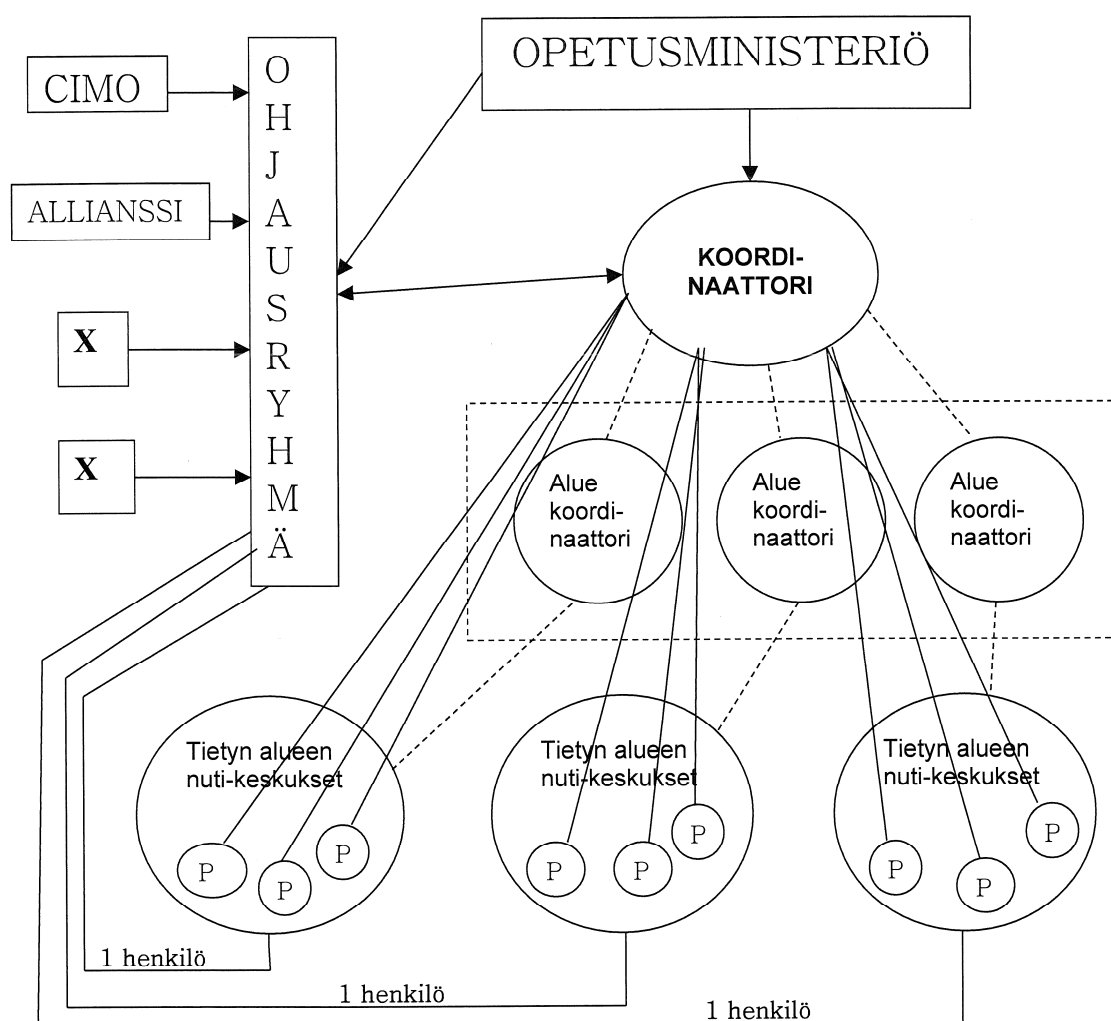 OPETUSMINISTERIÖ
CIMO
ALLIANSSI
X
X
O
H
J
A
U
S
R
Y
H
M
Ä
KOORDI-
NAATTORI
Alue
koordi-
naattori
Alue
koordi-
naattori
Alue
koordi-
naattori
Tietyn alueen
nuti-keskukset
P
P
P
Tietyn alueen
nuti-keskukset
P
P
P
Tietyn alueen
nuti-keskukset
P
P
P
1 henkilö
1 henkilö
1 henkilö